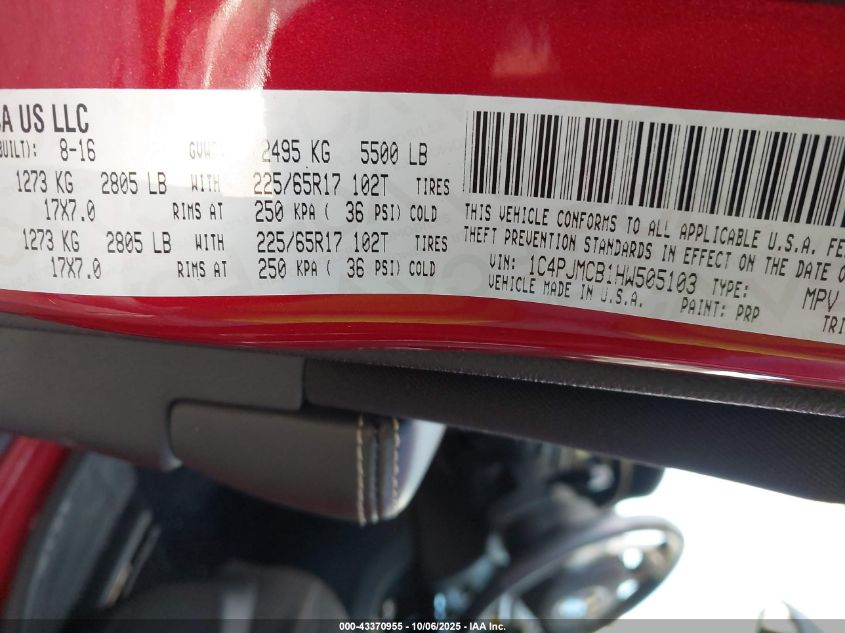 SA US LLC
BUILT): 8-16 GVWR: 2495 KG 5500 LB
1273 KG 2805 LB WITH 225/65R17 102T TIRES
17X7.0 RIMS AT 250 KPA ( 36 PSI) COLD
1273 KG 2805 LB WITH 225/65R17 102T TIRES
17X7.0 RIMS AT 250 KPA ( 36 PSI) COLD
THIS VEHICLE CONFORMS TO ALL APPLICABLE U.S.A. FE
THEFT PREVENTION STANDARDS IN EFFECT ON THE DATE O
VIN: 1C4PJMCB1HW505103 TYPE: MPV
VEHICLE MADE IN U.S.A. PAINT: PRP TRI
000-43370955 - 10/06/2025 - IAA Inc.